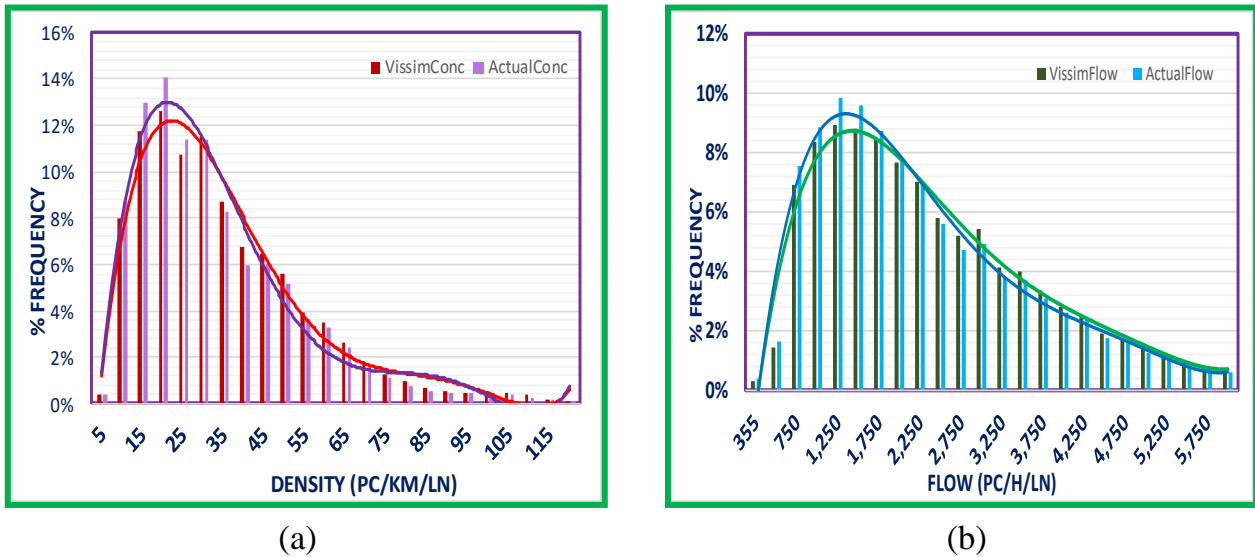 16%
14%
12%
10%
8%
6%
4%
2%
0%
% FREQUENCY
VissimConc ActualConc
5 15 25 35 45 55 65 75 85 95 105 115
DENSITY (PC/KM/LN)
(a)
12%
10%
8%
6%
4%
2%
0%
% FREQUENCY
VissimFlow ActualFlow
355 750 1,250 1,750 2,250 2,750 3,250 3,750 4,250 4,750 5,250 5,750
FLOW (PC/H/LN)
(b)